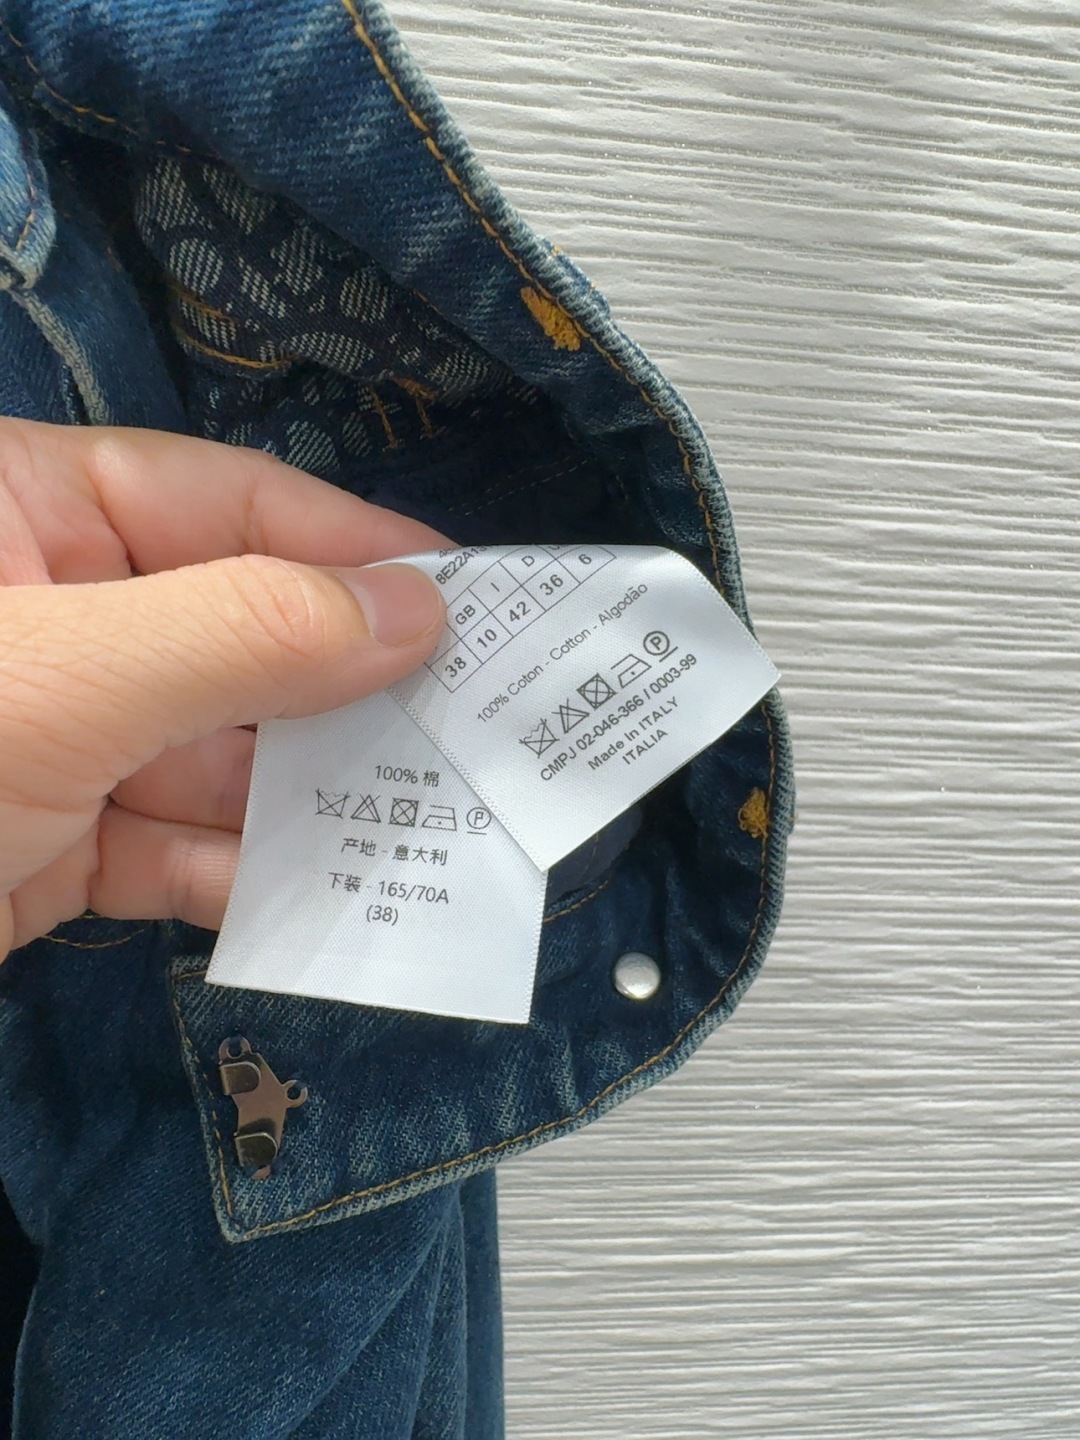 8E22A13
GB I D
38 10 42 36 6
100% Coton - Cotton - Algodão
CMPJ 02-046-366 / 0003-99
Made in ITALY
ITALIA
100% 棉
P
P
产地 - 意大利
下装 - 165/70A
(38)